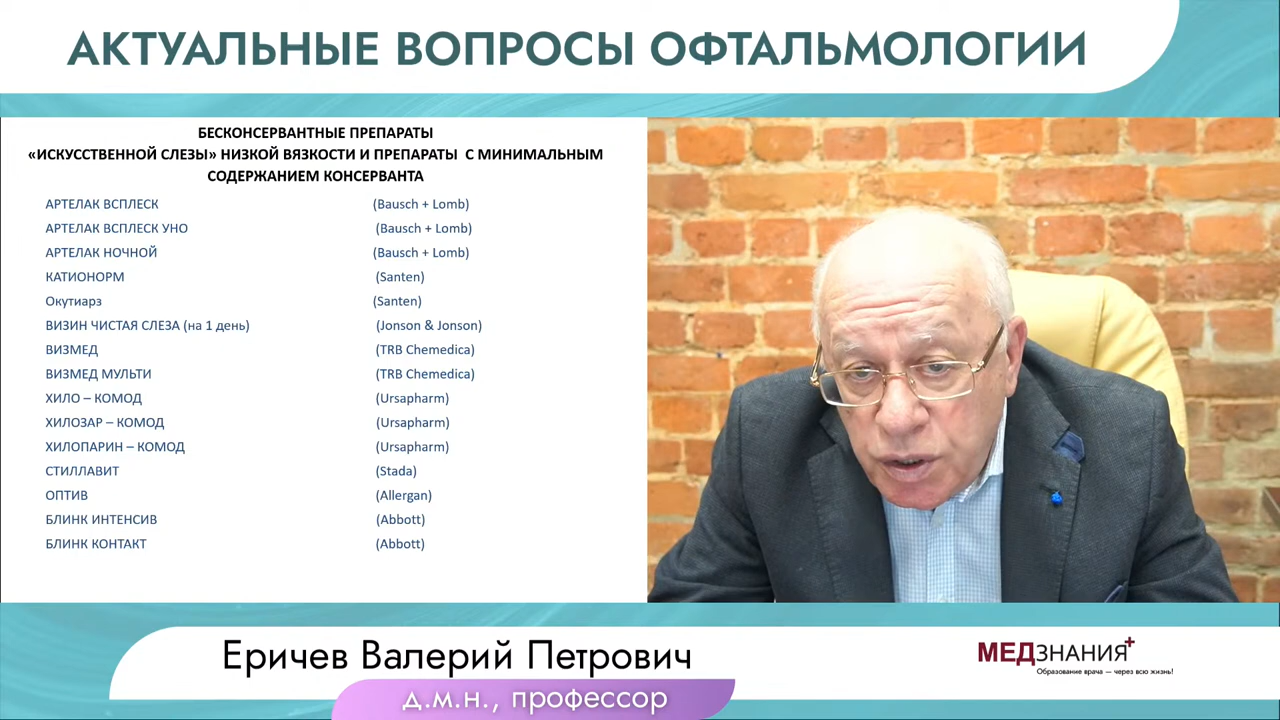 АКТУАЛЬНЫЕ ВОПРОСЫ ОФТАЛЬМОЛОГИИ
БЕСКОНСЕРВАНТНЫЕ ПРЕПАРАТЫ
«ИСКУССТВЕННОЙ СЛЕЗЫ» НИЗКОЙ ВЯЗКОСТИ И ПРЕПАРАТЫ С МИНИМАЛЬНЫМ
СОДЕРЖАНИЕМ КОНСЕРВАНТА
АРТЕЛАК ВСПЛЕСК (Bausch + Lomb)
АРТЕЛАК ВСПЛЕСК УНО (Bausch + Lomb)
АРТЕЛАК НОЧНОЙ (Bausch + Lomb)
КАТИОНОРМ (Santen)
Окутиарз (Santen)
ВИЗИН ЧИСТАЯ СЛЕЗА (на 1 день) (Jonson & Jonson)
ВИЗМЕД (TRB Chemedica)
ВИЗМЕД МУЛЬТИ (TRB Chemedica)
ХИЛО – КОМОД (Ursapharm)
ХИЛОЗАР – КОМОД (Ursapharm)
ХИЛОПАРИН – КОМОД (Ursapharm)
СТИЛЛАВИТ (Stada)
ОПТИВ (Allergan)
БЛИНК ИНТЕНСИВ (Abbott)
БЛИНК КОНТАКТ (Abbott)
Еричев Валерий Петрович
д.м.н., профессор
МЕДЗНАНИЯ+
Образование врача — через всю жизнь!